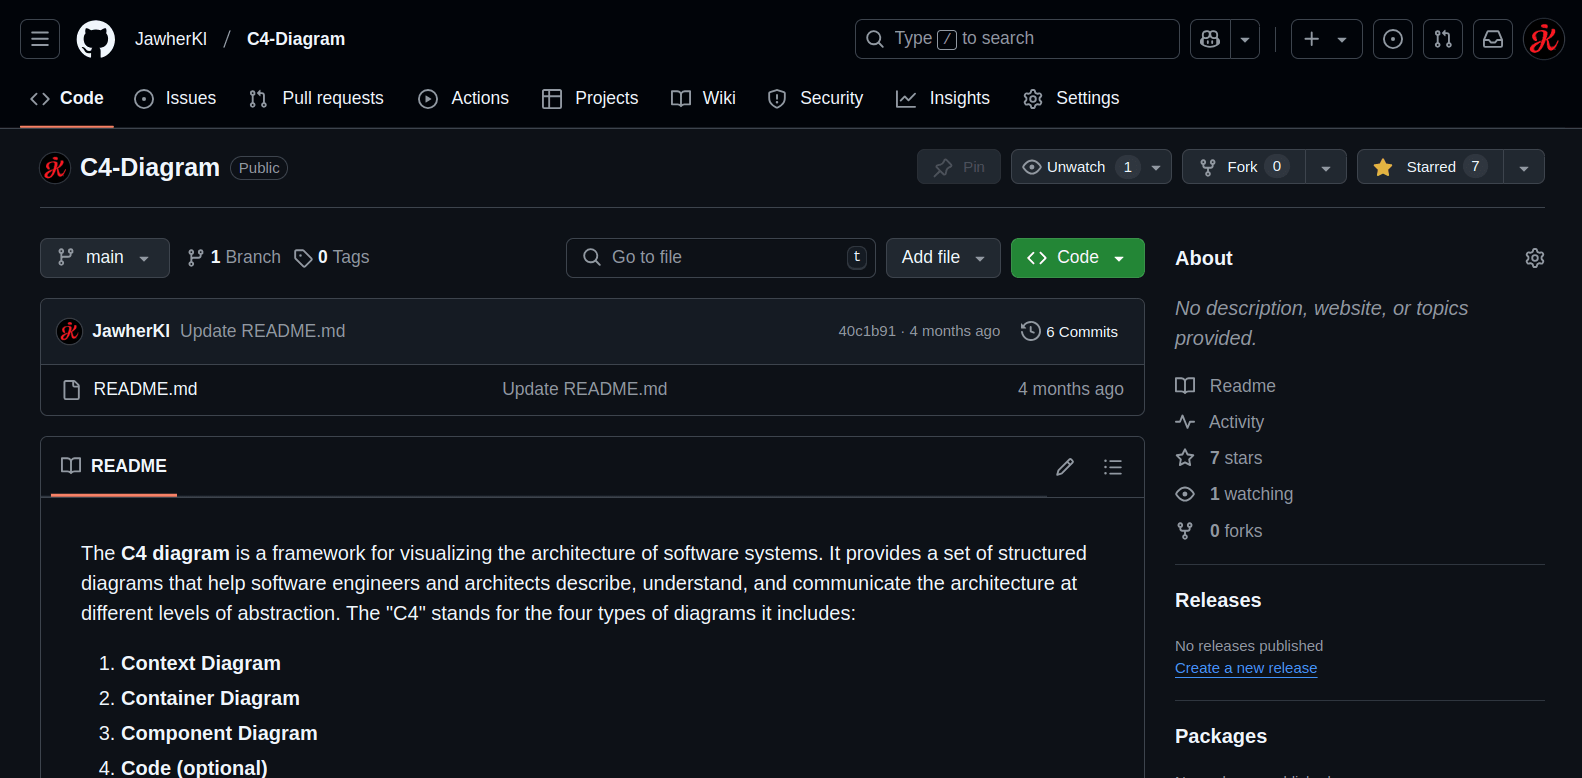 JawherKl / C4-Diagram
Type / to search
Code
Issues
Pull requests
Actions
Projects
Wiki
Security
Insights
Settings
C4-Diagram Public
Pin
Unwatch 1
Fork 0
Starred 7
main
1 Branch
0 Tags
Go to file t
Add file
Code
JawherKl Update README.md
40c1b91 · 4 months ago
6 Commits
README.md
Update README.md
4 months ago
README
The C4 diagram is a framework for visualizing the architecture of software systems. It provides a set of structured
diagrams that help software engineers and architects describe, understand, and communicate the architecture at
different levels of abstraction. The "C4" stands for the four types of diagrams it includes:
1. Context Diagram
2. Container Diagram
3. Component Diagram
4. Code (optional)
About
No description, website, or topics
provided.
Readme
Activity
7 stars
1 watching
0 forks
Releases
No releases published
Create a new release
Packages